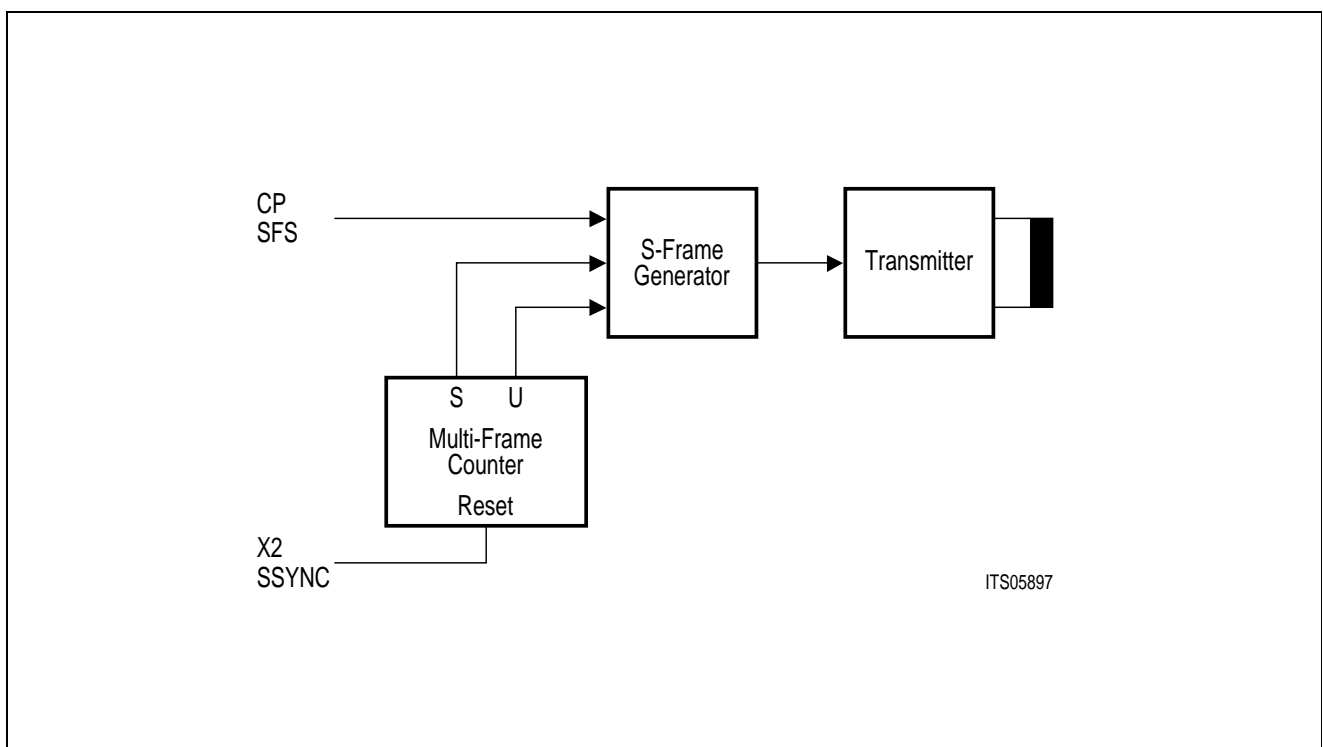 CP
SFS
S-Frame
Generator
Transmitter
S U
Multi-Frame
Counter
Reset
X2
SSYNC
ITS05897